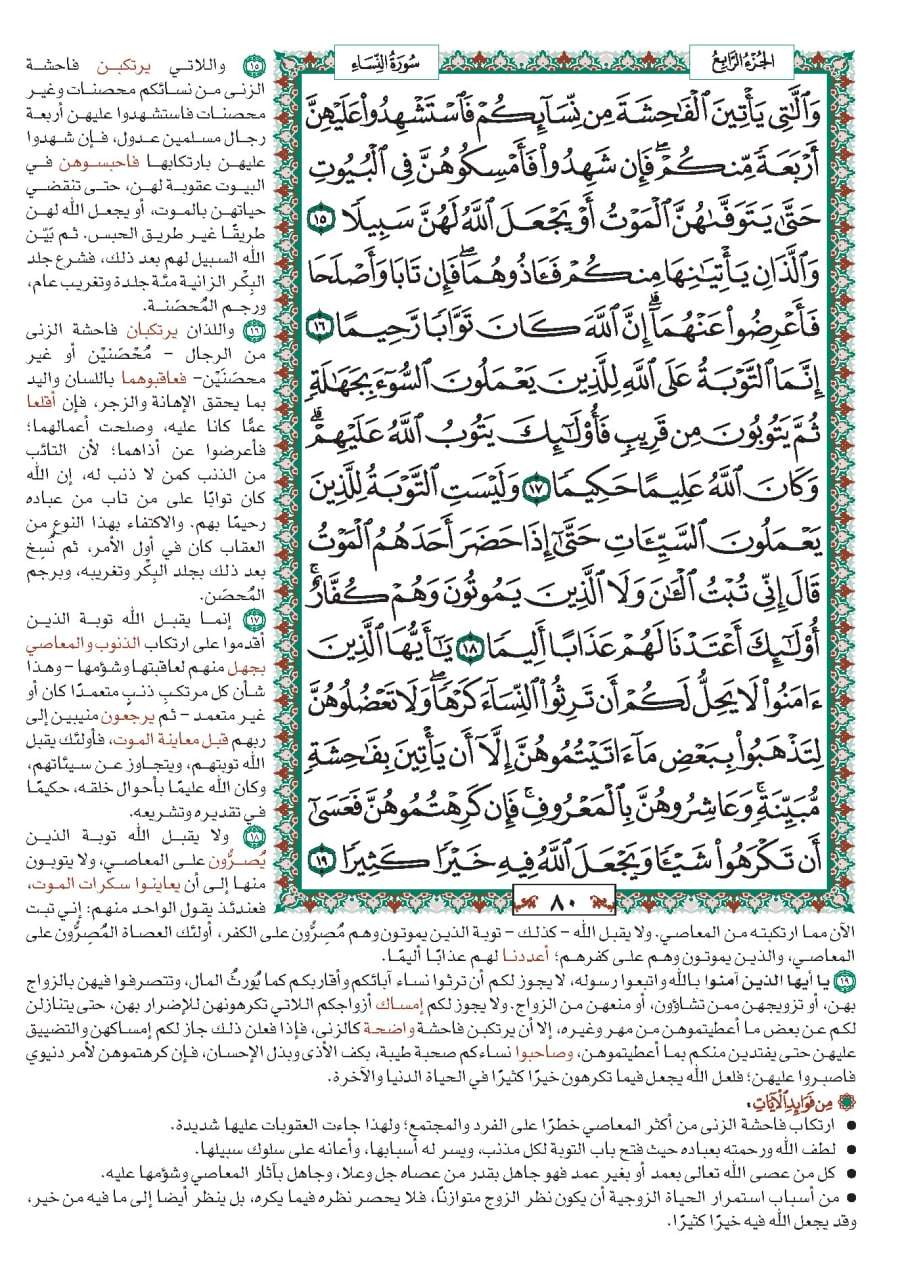 الجُزْءُ الرَّابِعُ
سُورَةُ النِّسَاءِ
وَٱلَّٰتِي يَأۡتِينَ ٱلۡفَٰحِشَةَ مِن نِّسَآئِكُمۡ فَٱسۡتَشۡهِدُواْ عَلَيۡهِنَّ
أَرۡبَعَةٗ مِّنكُمۡۖ فَإِن شَهِدُواْ فَأَمۡسِكُوهُنَّ فِي ٱلۡبُيُوتِ
حَتَّىٰ يَتَوَفَّىٰهُنَّ ٱلۡمَوۡتُ أَوۡ يَجۡعَلَ ٱللَّهُ لَهُنَّ سَبِيلٗا ١٥
وَٱلَّذَانِ يَأۡتِيَٰنِهَا مِنكُمۡ فَـَٔاذُوهُمَاۖ فَإِن تَابَا وَأَصۡلَحَا
فَأَعۡرِضُواْ عَنۡهُمَآۗ إِنَّ ٱللَّهَ كَانَ تَوَّابٗا رَّحِيمًا ١٦
إِنَّمَا ٱلتَّوۡبَةُ عَلَى ٱللَّهِ لِلَّذِينَ يَعۡمَلُونَ ٱلسُّوٓءَ بِجَهَٰلَةٖ
ثُمَّ يَتُوبُونَ مِن قَرِيبٖ فَأُوْلَٰٓئِكَ يَتُوبُ ٱللَّهُ عَلَيۡهِمۡۗ
وَكَانَ ٱللَّهُ عَلِيمًا حَكِيمٗا ١٧ وَلَيۡسَتِ ٱلتَّوۡبَةُ لِلَّذِينَ
يَعۡمَلُونَ ٱلسَّيِّـَٔاتِ حَتَّىٰٓ إِذَا حَضَرَ أَحَدَهُمُ ٱلۡمَوۡتُ
قَالَ إِنِّي تُبۡتُ ٱلۡـَٰٔنَ وَلَا ٱلَّذِينَ يَمُوتُونَ وَهُمۡ كُفَّارٌۚ
أُوْلَٰٓئِكَ أَعۡتَدۡنَا لَهُمۡ عَذَابًا أَلِيمٗا ١٨ يَٰٓأَيُّهَا ٱلَّذِينَ
ءَامَنُواْ لَا يَحِلُّ لَكُمۡ أَن تَرِثُواْ ٱلنِّسَآءَ كَرۡهٗاۖ وَلَا تَعۡضُلُوهُنَّ
لِتَذۡهَبُواْ بِبَعۡضِ مَآ ءَاتَيۡتُمُوهُنَّ إِلَّآ أَن يَأۡتِينَ بِفَٰحِشَةٖ
مُّبَيِّنَةٖۚ وَعَاشِرُوهُنَّ بِٱلۡمَعۡرُوفِۚ فَإِن كَرِهۡتُمُوهُنَّ فَعَسَىٰٓ
أَن تَكۡرَهُواْ شَيۡـٔٗا وَيَجۡعَلَ ٱللَّهُ فِيهِ خَيۡرٗا كَثِيرٗا ١٩
٨٠
١٥ واللاتي يرتكبن فاحشة
الزنى من نسائكم محصنات وغير
محصنات فاستشهدوا عليهن أربعة
رجال مسلمين عدول، فإن شهدوا
عليهن بارتكابها فاحبسوهن في
البيوت عقوبة لهن، حتى تنقضي
حياتهن بالموت، أو يجعل الله لهن
طريقًا غير طريق الحبس. ثم بَيَّن
الله السبيل لهم بعد ذلك، فشرع جلد
البِكْر الزانية مئة جلدة وتغريب عام،
ورجم المُحصَنة.
١٦ واللذان يرتكبان فاحشة الزنى
من الرجال – مُحْصَنَيْن أو غير
محصَنَيْن– فعاقبوهما باللسان واليد
بما يحقق الإهانة والزجر، فإن أقلعا
عمَّا كانا عليه، وصلحت أعمالهما؛
فأعرضوا عن أذاهما؛ لأن التائب
من الذنب كمن لا ذنب له، إن الله
كان توابًا على من تاب من عباده
رحيمًا بهم. والاكتفاء بهذا النوع من
العقاب كان في أول الأمر، ثم نُسِخ
بعد ذلك بجلد البكْر وتغريبه، وبرجم
المُحصَن.
١٧ إنما يقبل الله توبة الذين
أقدموا على ارتكاب الذنوب والمعاصي
بجهل منهم لعاقبتها وشؤمها – وهذا
شأن كل مرتكبِ ذنبٍ متعمدًا كان أو
غير متعمد – ثم يرجعون منيبين إلى
ربهم قبل معاينة الموت، فأولئك يقبل
الله توبتهم، ويتجاوز عن سيئاتهم،
وكان الله عليمًا بأحوال خلقه، حكيمًا
في تقديره وتشريعه.
١٨ ولا يقبل الله توبة الذين
يُصرُّون على المعاصي، ولا يتوبون
منها إلى أن يعاينوا سكرات الموت،
فعندئذ يقول الواحد منهم: إني تبت
الآن مما ارتكبته من المعاصي. ولا يقبل الله – كذلك – توبة الذين يموتون وهم مُصِرُّون على الكفر، أولئك العصاة المُصِرُّون على
المعاصي، والذين يموتون وهم على كفرهم؛ أعددنا لهم عذابًا أليمًا.
١٩ يا أيها الذين آمنوا بالله واتبعوا رسوله، لا يجوز لكم أن ترثوا نساء آبائكم وأقاربكم كما يُورثُ المال، وتتصرفوا فيهن بالزواج
بهن، أو تزويجهن ممن تشاؤون، أو منعهن من الزواج. ولا يجوز لكم إمساك أزواجكم اللاتي تكرهونهن للإضرار بهن، حتى يتنازلن
لكم عن بعض ما أعطيتموهن من مهر وغيره، إلا أن يرتكبن فاحشة واضحة كالزنى، فإذا فعلن ذلك جاز لكم إمساكهن والتضييق
عليهن حتى يفتدين منكم بما أعطيتموهن، وصاحبوا نساءكم صحبة طيبة، بكف الأذى وبذل الإحسان، فإن كرهتموهن لأمر دنيوي
فاصبروا عليهن؛ فلعل الله يجعل فيما تكرهون خيرًا كثيرًا في الحياة الدنيا والآخرة.
مِن فَوَائِدِ الآيَاتِ:
● ارتكاب فاحشة الزنى من أكثر المعاصي خطرًا على الفرد والمجتمع؛ ولهذا جاءت العقوبات عليها شديدة.
● لطف الله ورحمته بعباده حيث فتح باب التوبة لكل مذنب، ويسر له أسبابها، وأعانه على سلوك سبيلها.
● كل من عصى الله تعالى بعمد أو بغير عمد فهو جاهل بقدر من عصاه جل وعلا، وجاهل بآثار المعاصي وشؤمها عليه.
● من أسباب استمرار الحياة الزوجية أن يكون نظر الزوج متوازنًا، فلا يحصر نظره فيما يكره، بل ينظر أيضا إلى ما فيه من خير،
وقد يجعل الله فيه خيرًا كثيرًا.